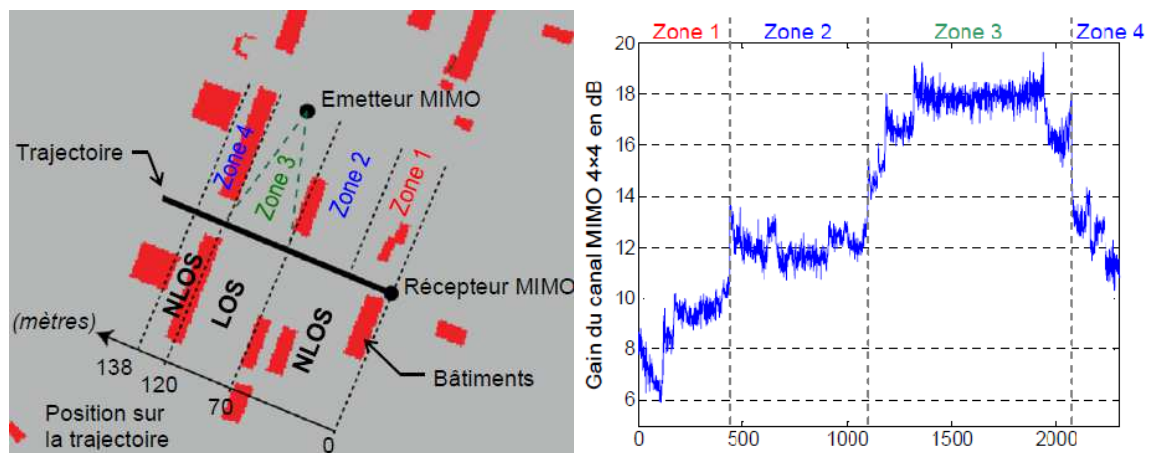 Emetteur MIMO
Trajectoire
Zone 4
Zone 3
Zone 2
Zone 1
Récepteur MIMO
NLOS
LOS
NLOS
(mètres)
138
120
70
0
Bâtiments
Position sur
la trajectoire
Zone 1
Zone 2
Zone 3
Zone 4
Gain du canal MIMO 4×4 en dB
20
18
16
14
12
10
8
6
0
500
1000
1500
2000